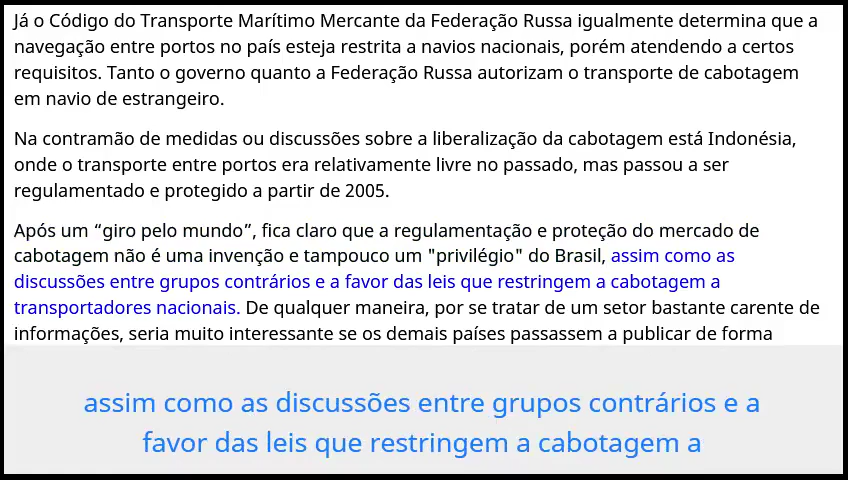 Já o Código do Transporte Marítimo Mercante da Federação Russa igualmente determina que a
navegação entre portos no país esteja restrita a navios nacionais, porém atendendo a certos
requisitos. Tanto o governo quanto a Federação Russa autorizam o transporte de cabotagem
em navio de estrangeiro.
Na contramão de medidas ou discussões sobre a liberalização da cabotagem está Indonésia,
onde o transporte entre portos era relativamente livre no passado, mas passou a ser
regulamentado e protegido a partir de 2005.
Após um “giro pelo mundo”, fica claro que a regulamentação e proteção do mercado de
cabotagem não é uma invenção e tampouco um "privilégio" do Brasil, assim como as
discussões entre grupos contrários e a favor das leis que restringem a cabotagem a
transportadores nacionais. De qualquer maneira, por se tratar de um setor bastante carente de
informações, seria muito interessante se os demais países passassem a publicar de forma
assim como as discussões entre grupos contrários e a
favor das leis que restringem a cabotagem a